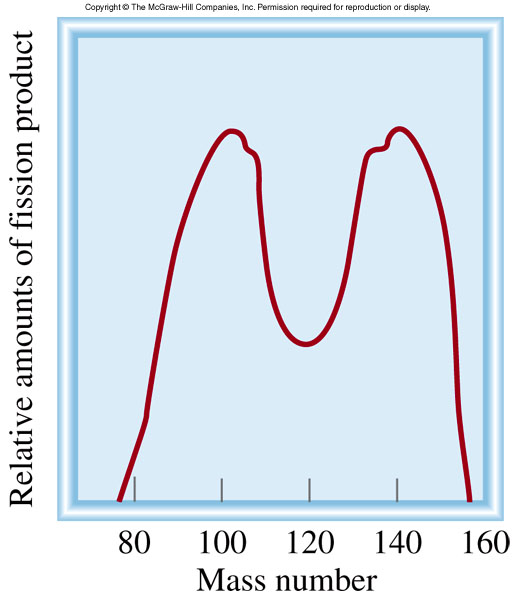 Copyright © The McGraw-Hill Companies, Inc. Permission required for reproduction or display.
Relative amounts of fission product
80 100 120 140 160
Mass number